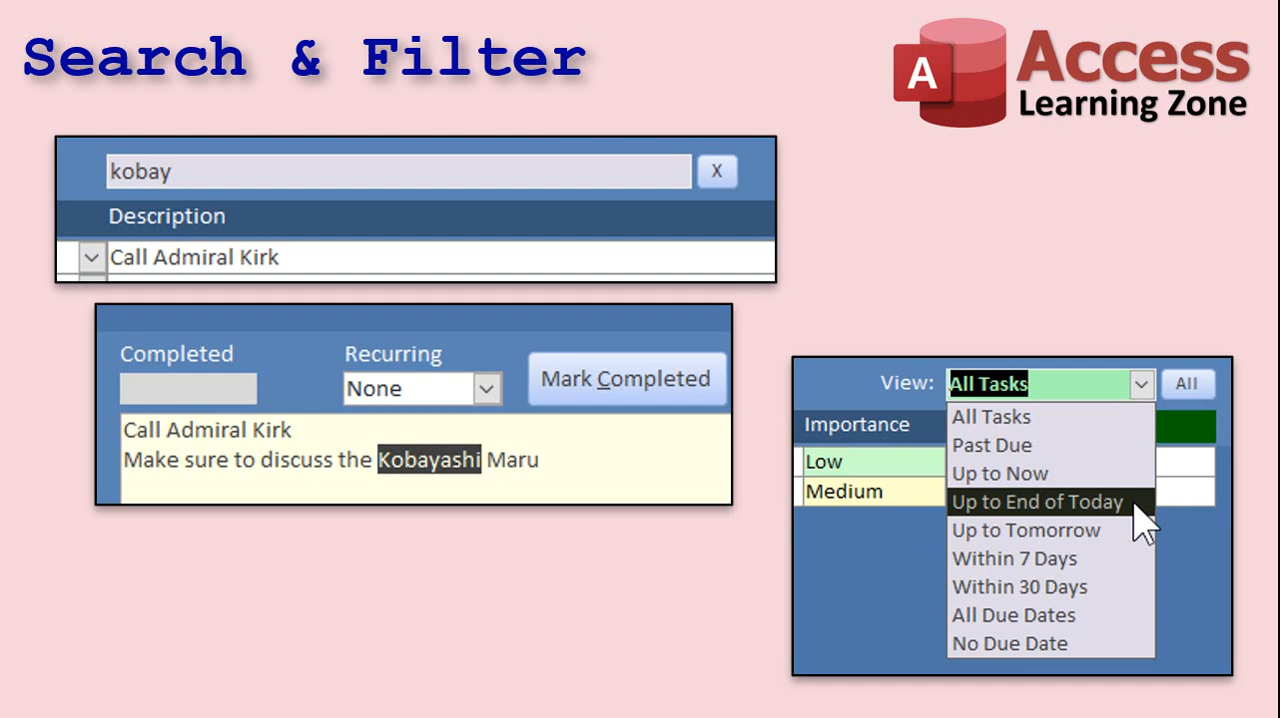 Search & Filter
A Access
Learning Zone
kobay
X
Description
Call Admiral Kirk
Completed
Recurring
None
Mark Completed
Call Admiral Kirk
Make sure to discuss the Kobayashi Maru
View: All Tasks All
Importance
Low
Medium
All Tasks
Past Due
Up to Now
Up to End of Today
Up to Tomorrow
Within 7 Days
Within 30 Days
All Due Dates
No Due Date